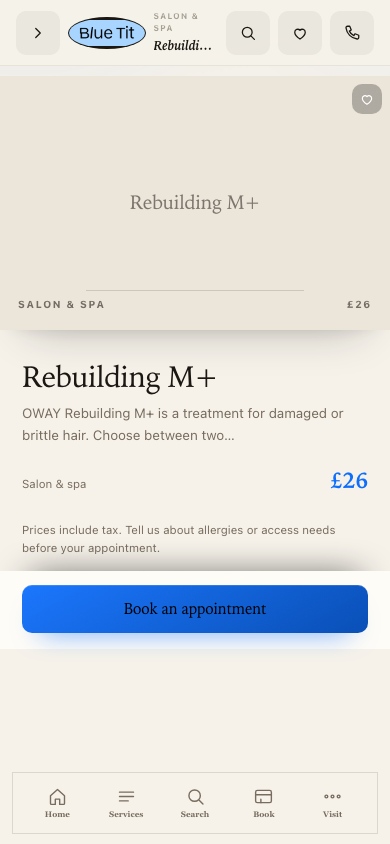 Blue Tit
SALON &
SPA
Rebuildi...
Rebuilding M+
SALON & SPA
£26
Rebuilding M+
OWAY Rebuilding M+ is a treatment for damaged or
brittle hair. Choose between two...
Salon & spa
£26
Prices include tax. Tell us about allergies or access needs
before your appointment.
Book an appointment
Home
Services
Search
Book
Visit